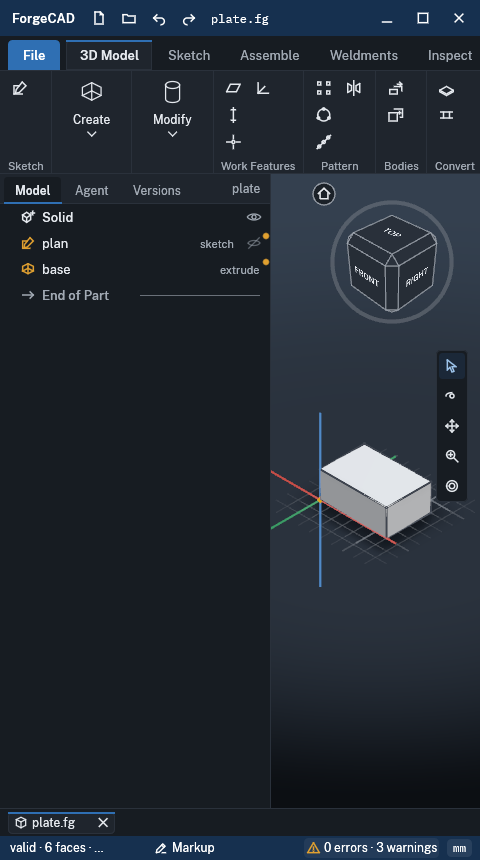 ForgeCAD plate.fg
File 3D Model Sketch Assemble Weldments Inspect
Create Modify
Sketch Work Features Pattern Bodies Convert
Model Agent Versions plate
Solid
plan sketch
base extrude
End of Part
TOP
FRONT RIGHT
plate.fg
valid · 6 faces · ... Markup 0 errors · 3 warnings mm